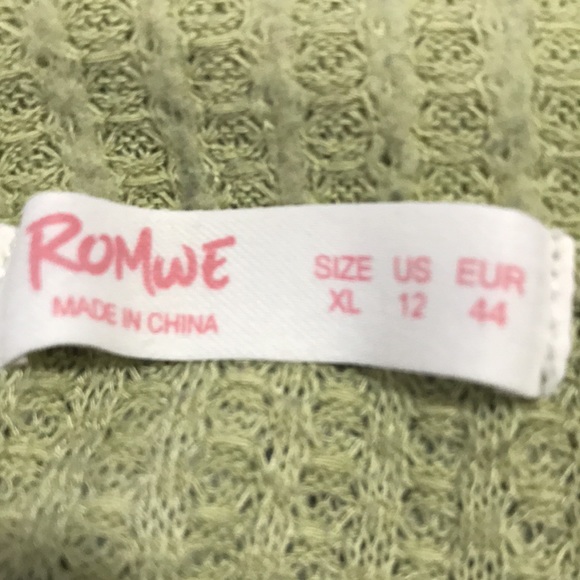 ROMWE
MADE IN CHINA
SIZE US EUR
XL 12 44